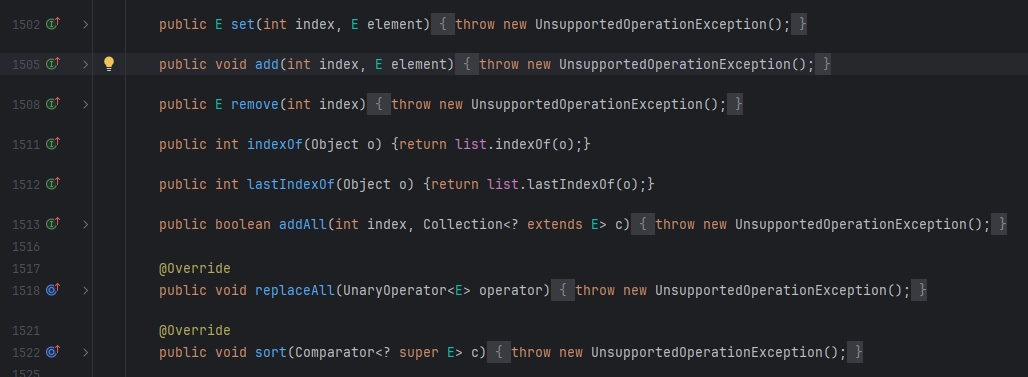 1502 public E set(int index, E element) { throw new UnsupportedOperationException(); }
1505 public void add(int index, E element) { throw new UnsupportedOperationException(); }
1508 public E remove(int index) { throw new UnsupportedOperationException(); }
1511 public int indexOf(Object o) {return list.indexOf(o);}
1512 public int lastIndexOf(Object o) {return list.lastIndexOf(o);}
1513 public boolean addAll(int index, Collection<? extends E> c) { throw new UnsupportedOperationException(); }
1516
1517 @Override
1518 public void replaceAll(UnaryOperator<E> operator) { throw new UnsupportedOperationException(); }
1521 @Override
1522 public void sort(Comparator<? super E> c) { throw new UnsupportedOperationException(); }
1525